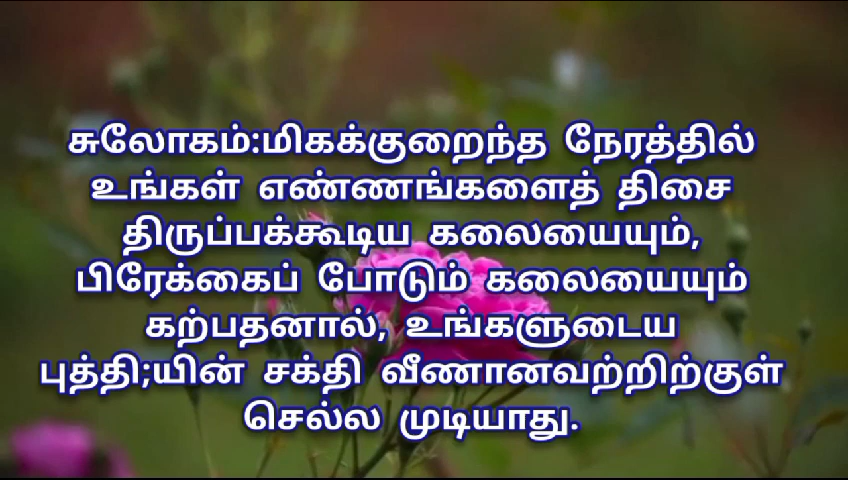 சுலோகம்:மிகக்குறைந்த நேரத்தில்
உங்கள் எண்ணங்களைத் திசை
திருப்பக்கூடிய கலையையும்,
பிரேக்கைப் போடும் கலையையும்
கற்பதனால், உங்களுடைய
புத்தி;யின் சக்தி வீணானவற்றிற்குள்
செல்ல முடியாது.